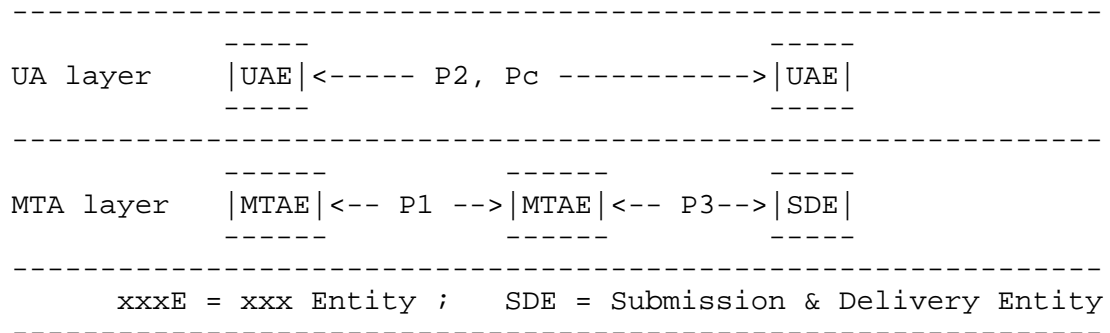 -----------------------------------------------------------------
----- -----
UA layer |UAE|<----- P2, Pc ----------->|UAE|
----- -----
-----------------------------------------------------------------
------ ------ -----
MTA layer |MTAE|<-- P1 -->|MTAE|<-- P3-->|SDE|
------ ------ -----
-----------------------------------------------------------------
xxxE = xxx Entity ; SDE = Submission & Delivery Entity
-----------------------------------------------------------------